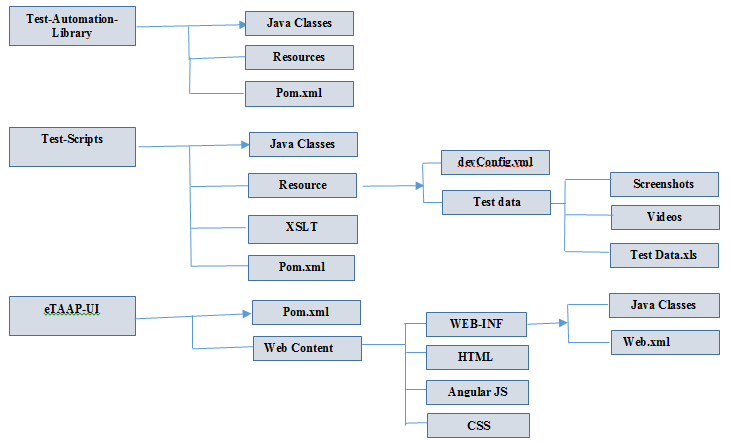 Test-Automation-
Library
Java Classes
Resources
Pom.xml
Test-Scripts
Java Classes
Resource
XSLT
Pom.xml
devConfig.vml
Test data
Screenshots
Videos
Test Data.xls
eTAAP-UI
Pom.xml
Web Content
WEB-INF
HTML
Angular JS
CSS
Java Classes
Web.xml